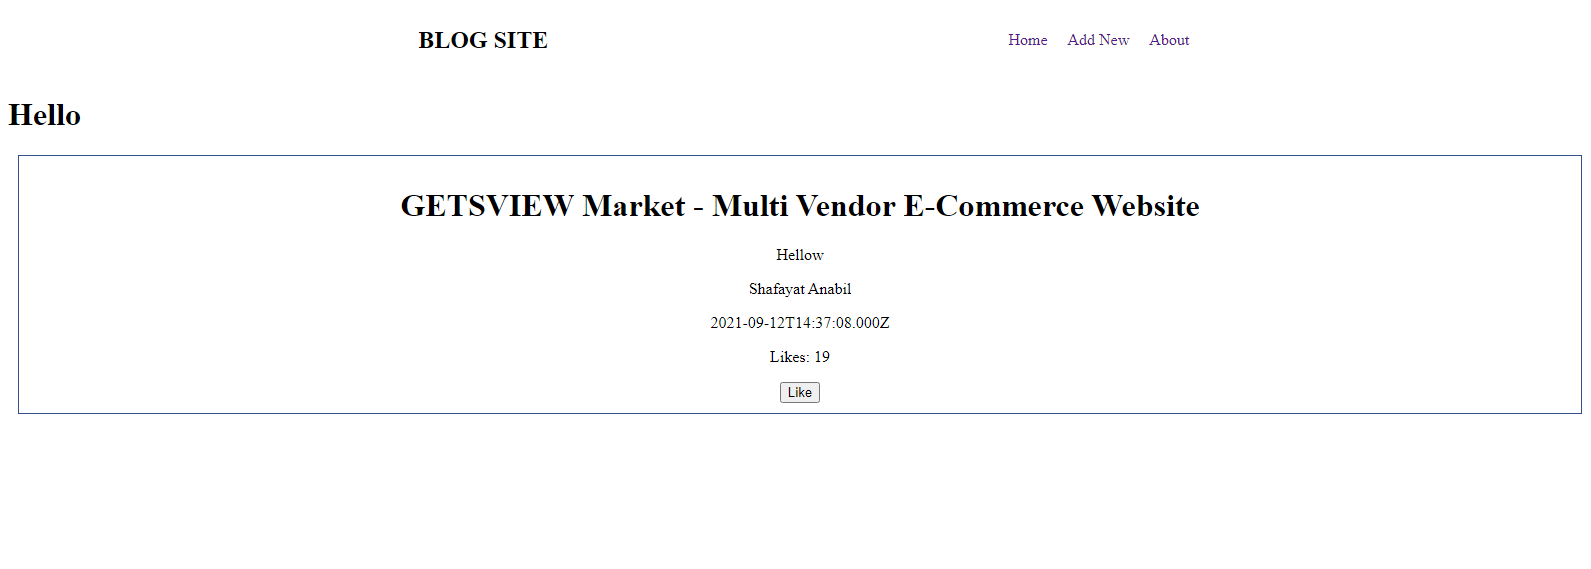 BLOG SITE
Home Add New About
Hello
GETSVIEW Market - Multi Vendor E-Commerce Website
Hellow
Shafayat Anabil
2021-09-12T14:37:08.000Z
Likes: 19
Like